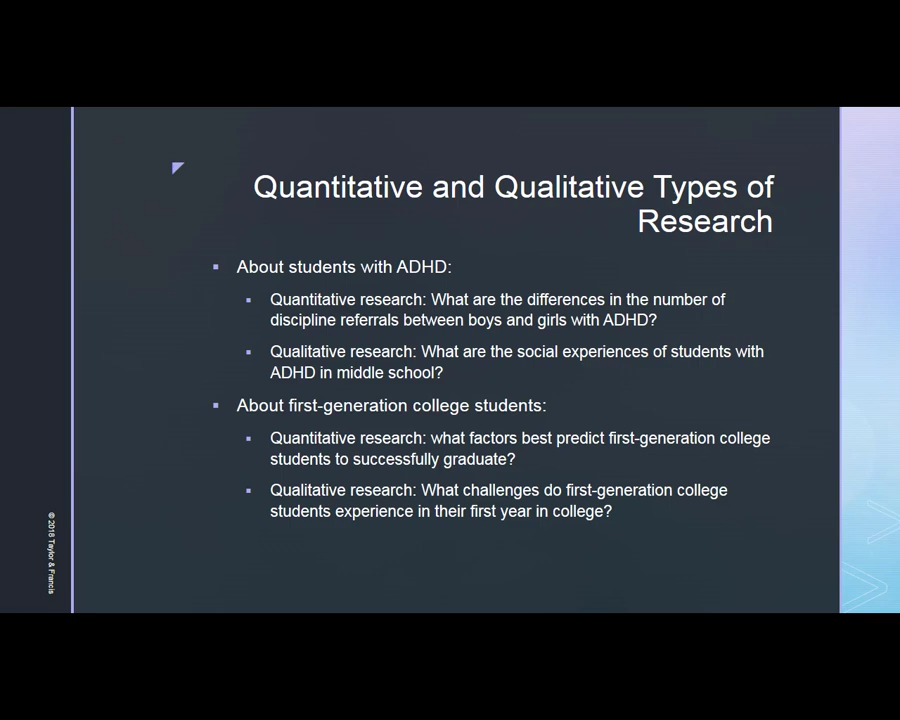 Quantitative and Qualitative Types of
Research
About students with ADHD:
Quantitative research: What are the differences in the number of
discipline referrals between boys and girls with ADHD?
Qualitative research: What are the social experiences of students with
ADHD in middle school?
About first-generation college students:
Quantitative research: what factors best predict first-generation college
students to successfully graduate?
Qualitative research: What challenges do first-generation college
students experience in their first year in college?
© 2018 Taylor & Francis